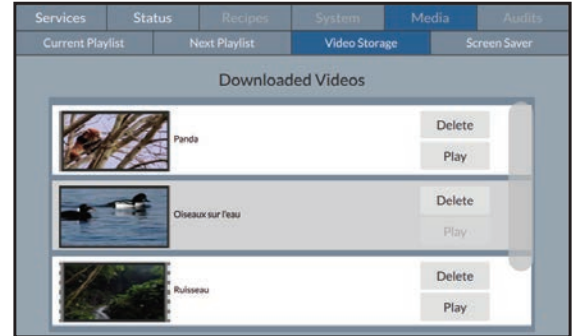 Services Status Recipes System Media Audits
Current Playlist Next Playlist Video Storage Screen Saver
Downloaded Videos
Panda
Delete
Play
Oiseaux sur l'eau
Delete
Play
Ruisseau
Delete
Play